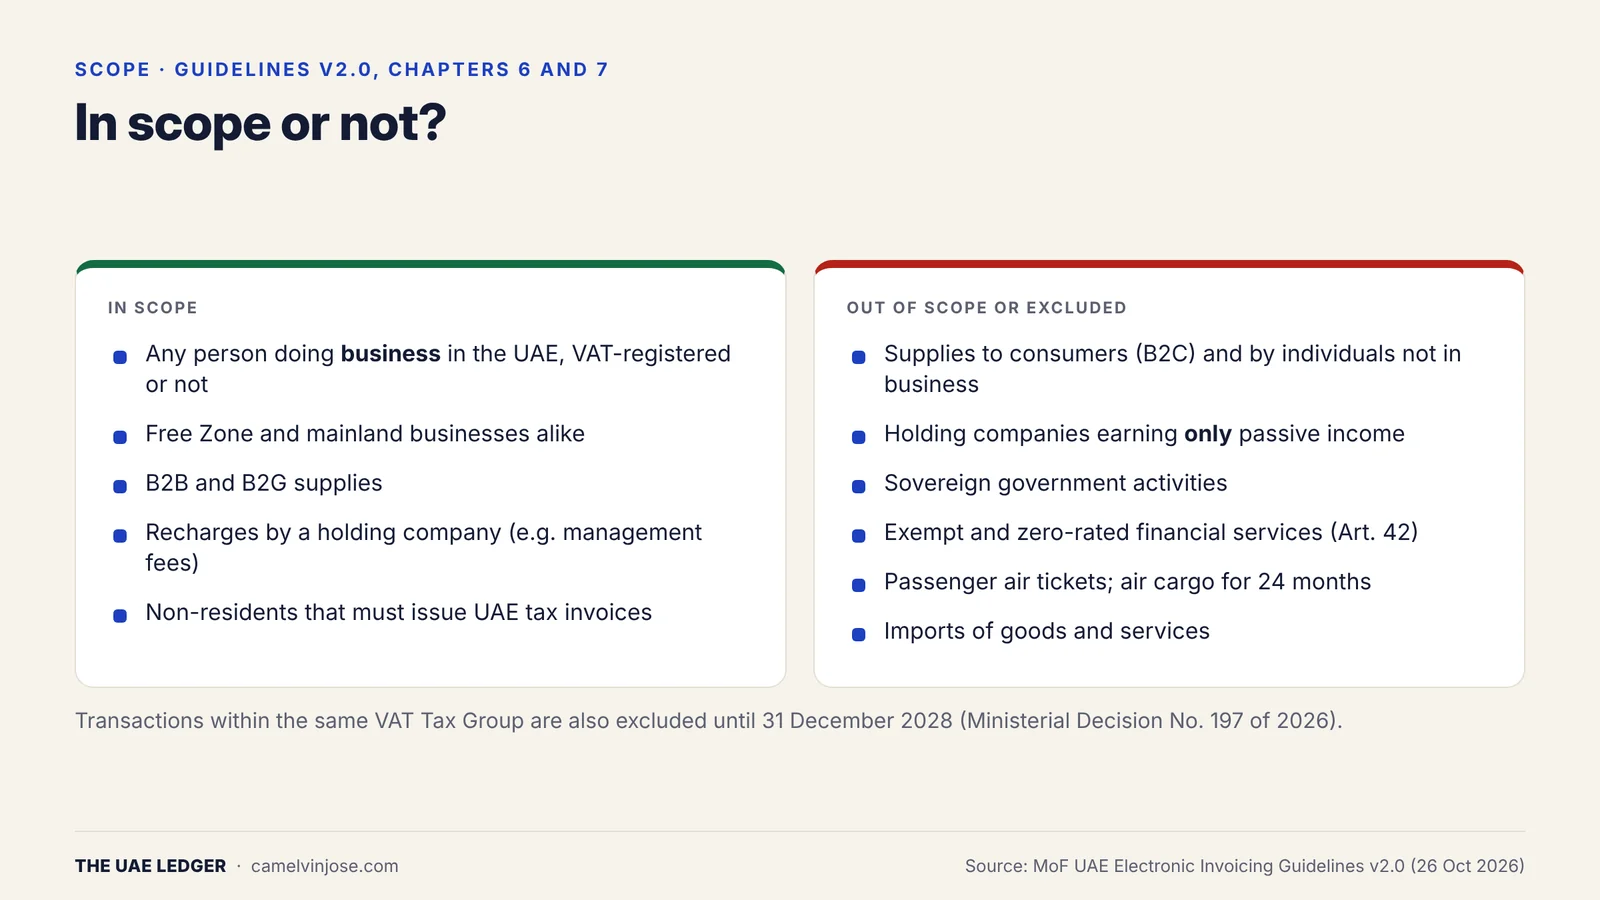 SCOPE · GUIDELINES V2.0, CHAPTERS 6 AND 7
In scope or not?
IN SCOPE
Any person doing business in the UAE, VAT-registered
or not
Free Zone and mainland businesses alike
B2B and B2G supplies
Recharges by a holding company (e.g. management
fees)
Non-residents that must issue UAE tax invoices
OUT OF SCOPE OR EXCLUDED
Supplies to consumers (B2C) and by individuals not in
business
Holding companies earning only passive income
Sovereign government activities
Exempt and zero-rated financial services (Art. 42)
Passenger air tickets; air cargo for 24 months
Imports of goods and services
Transactions within the same VAT Tax Group are also excluded until 31 December 2028 (Ministerial Decision No. 197 of 2026).
THE UAE LEDGER · camelvinjose.com
Source: MoF UAE Electronic Invoicing Guidelines v2.0 (26 Oct 2026)